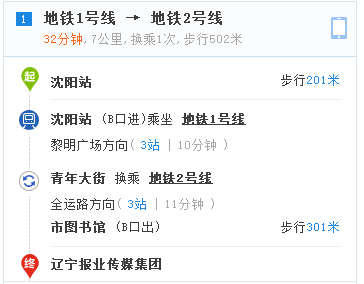 1 地铁1号线 → 地铁2号线
32分钟,7公里,换乘1次,步行502米
起 沈阳站 步行201米
沈阳站 (B口进)乘坐 地铁1号线
黎明广场方向( 3站 | 10分钟 )
青年大街 换乘 地铁2号线
全运路方向( 3站 | 11分钟 )
市图书馆 (B口出) 步行301米
终 辽宁报业传媒集团